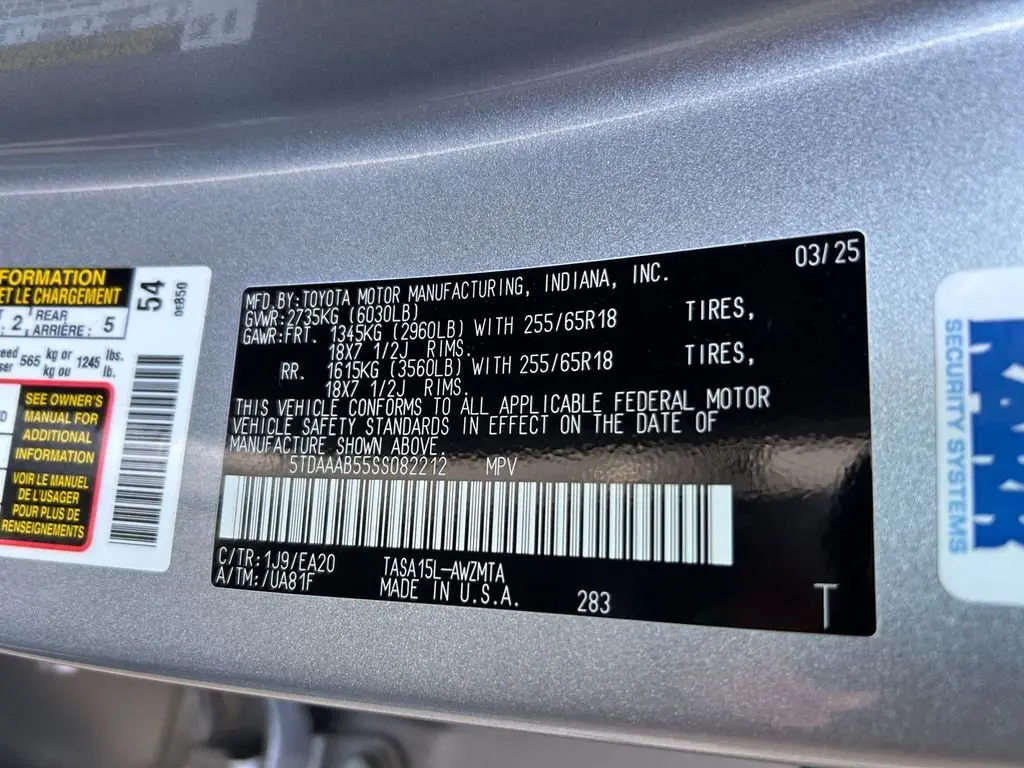 FORMATION
ET LE CHARGEMENT
2 REAR ARRIÈRE: 5
565 kg or kg ou 1245 lbs. lb.
SEE OWNER'S
MANUAL FOR
ADDITIONAL
INFORMATION
VOIR LE MANUEL
DE L'USAGER
POUR PLUS DE
RENSEIGNEMENTS
54
0E850
03/25
MFD.BY:TOYOTA MOTOR MANUFACTURING, INDIANA, INC.
GVWR:2735KG (6030LB)
GAWR:FRT. 1345KG (2960LB) WITH 255/65R18 TIRES,
18X7 1/2J RIMS.
RR. 1615KG (3560LB) WITH 255/65R18 TIRES,
18X7 1/2J RIMS.
THIS VEHICLE CONFORMS TO ALL APPLICABLE FEDERAL MOTOR
VEHICLE SAFETY STANDARDS IN EFFECT ON THE DATE OF
MANUFACTURE SHOWN ABOVE.
5TDAAAB55SS082212 MPV
C/TR:1J9/EA20 TASA15L-AWZMTA
A/TM:/UA81F MADE IN U.S.A. 283
T
SECURITY SYSTEMS